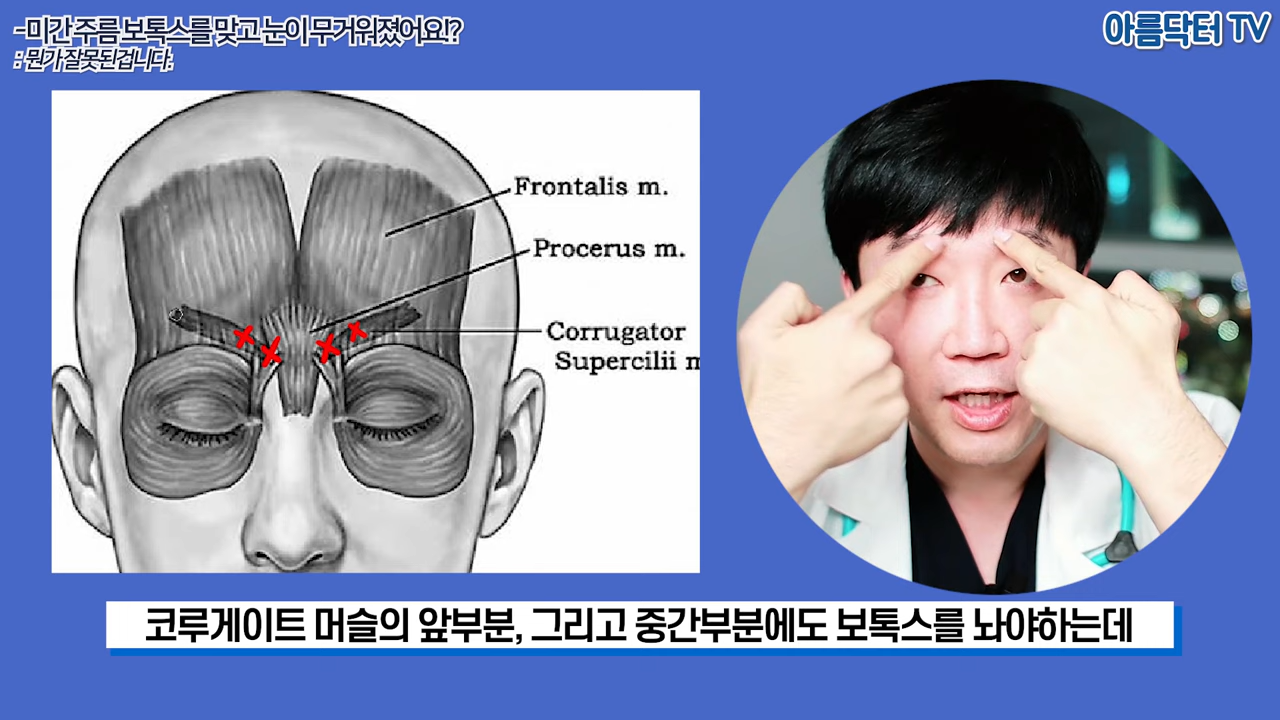 -미간 주름 보톡스를 맞고 눈이 무거워졌어요!?
: 뭔가 잘못된겁니다.
아름닥터 TV
Frontalis m.
Procerus m.
Corrugator
Supercilii m
코루게이트 머슬의 앞부분, 그리고 중간부분에도 보톡스를 놔야하는데